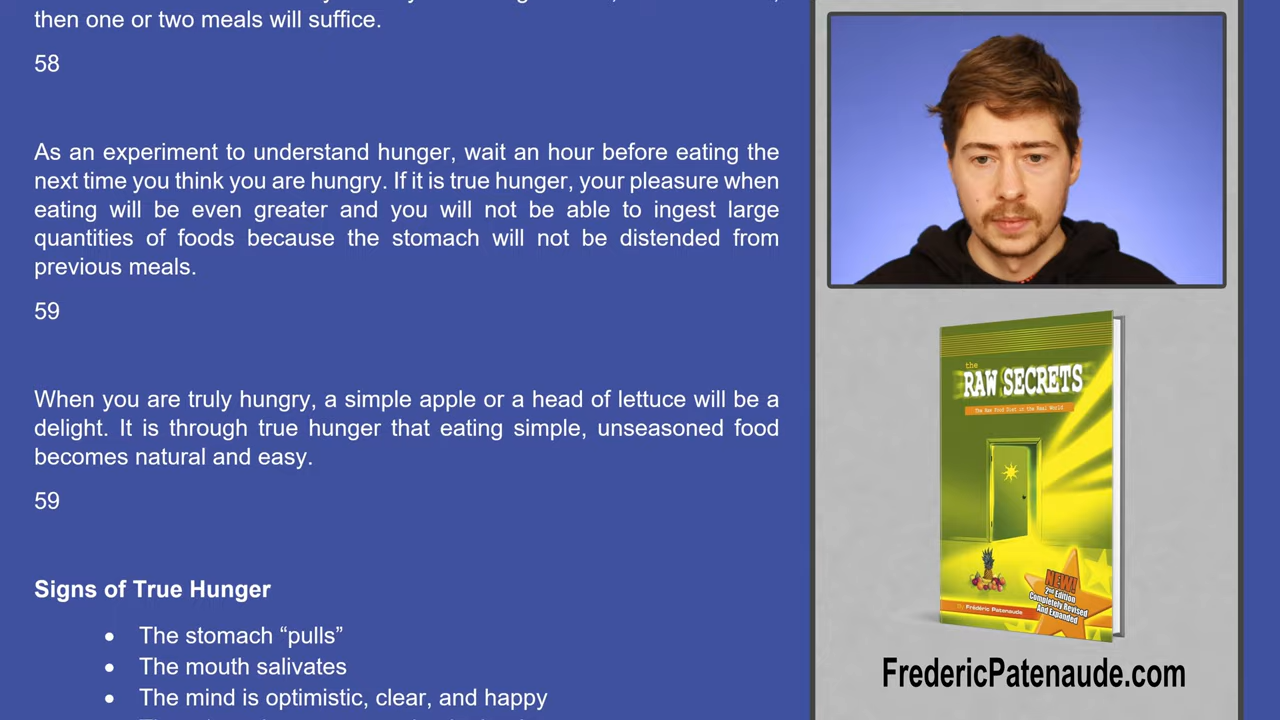 then one or two meals will suffice.
58
As an experiment to understand hunger, wait an hour before eating the
next time you think you are hungry. If it is true hunger, your pleasure when
eating will be even greater and you will not be able to ingest large
quantities of foods because the stomach will not be distended from
previous meals.
59
When you are truly hungry, a simple apple or a head of lettuce will be a
delight. It is through true hunger that eating simple, unseasoned food
becomes natural and easy.
59
Signs of True Hunger
• The stomach “pulls”
• The mouth salivates
• The mind is optimistic, clear, and happy
the
RAW SECRETS
The Raw Food Diet in the Real World
NEW!
2nd Edition
Completely Revised
And Expanded
By Frédéric Patenaude
FredericPatenaude.com